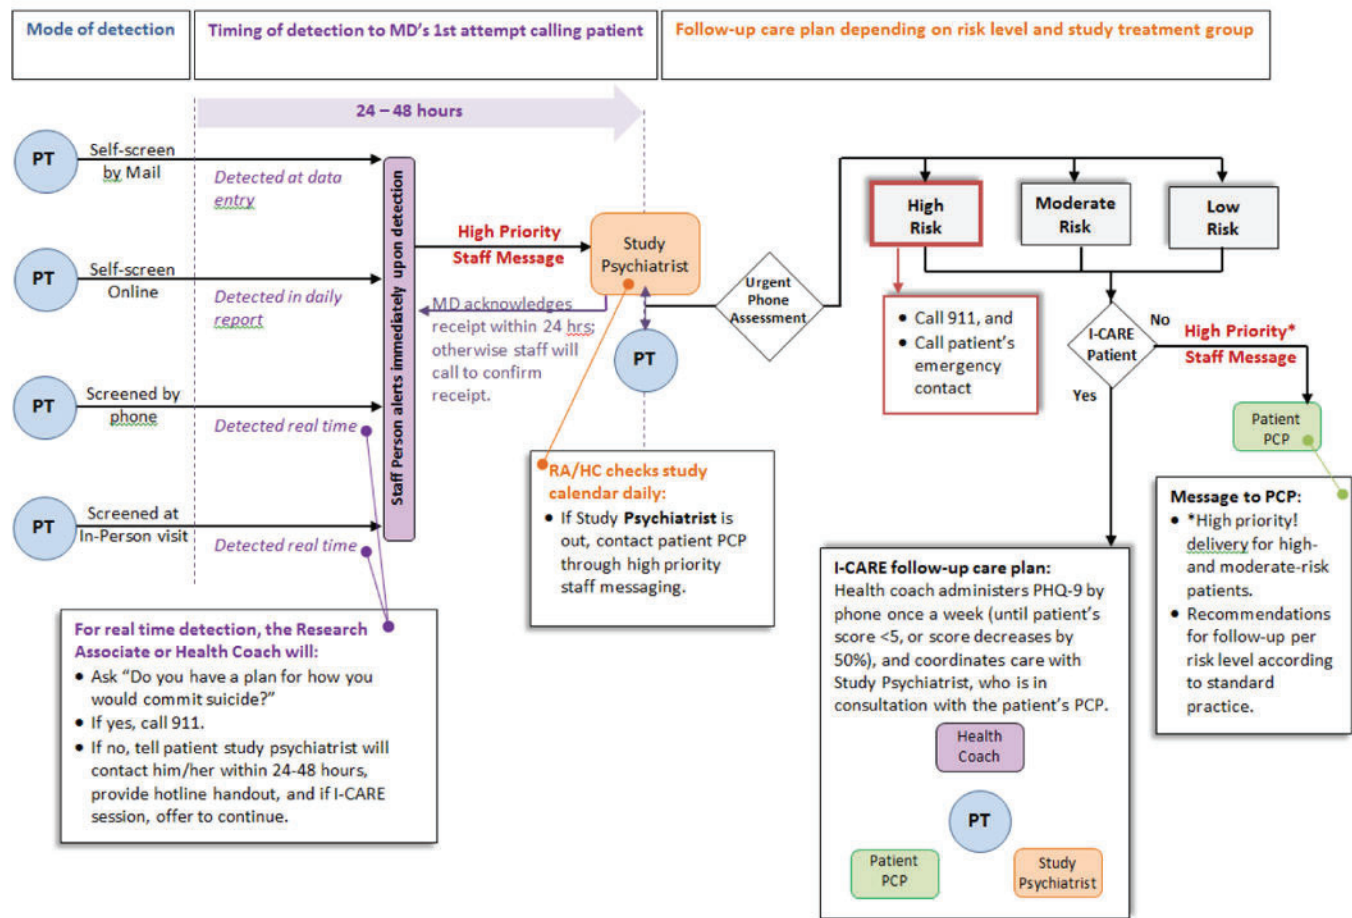 Mode of detection
Timing of detection to MD's 1st attempt calling patient
Follow-up care plan depending on risk level and study treatment group
24 – 48 hours
PT
Self-screen
by Mail
Detected at data
entry
PT
Self-screen
Online
Detected in daily
report
PT
Screened by
phone
Detected real time
PT
Screened at
In-Person visit
Detected real time
Staff Person alerts immediately upon detection
High Priority
Staff Message
MD acknowledges
receipt within 24 hrs;
otherwise staff will
call to confirm
receipt.
Study
Psychiatrist
PT
Urgent
Phone
Assessment
High
Risk
Moderate
Risk
Low
Risk
• Call 911, and
• Call patient's
emergency
contact
I-CARE
Patient
No
Yes
High Priority*
Staff Message
Patient
PCP
For real time detection, the Research
Associate or Health Coach will:
• Ask "Do you have a plan for how you
would commit suicide?"
• If yes, call 911.
• If no, tell patient study psychiatrist will
contact him/her within 24-48 hours,
provide hotline handout, and if I-CARE
session, offer to continue.
RA/HC checks study
calendar daily:
• If Study Psychiatrist is
out, contact patient PCP
through high priority
staff messaging.
I-CARE follow-up care plan:
Health coach administers PHQ-9 by
phone once a week (until patient's
score <5, or score decreases by
50%), and coordinates care with
Study Psychiatrist, who is in
consultation with the patient's PCP.
Health
Coach
PT
Patient
PCP
Study
Psychiatrist
Message to PCP:
• *High priority!
delivery for high-
and moderate-risk
patients.
• Recommendations
for follow-up per
risk level according
to standard
practice.